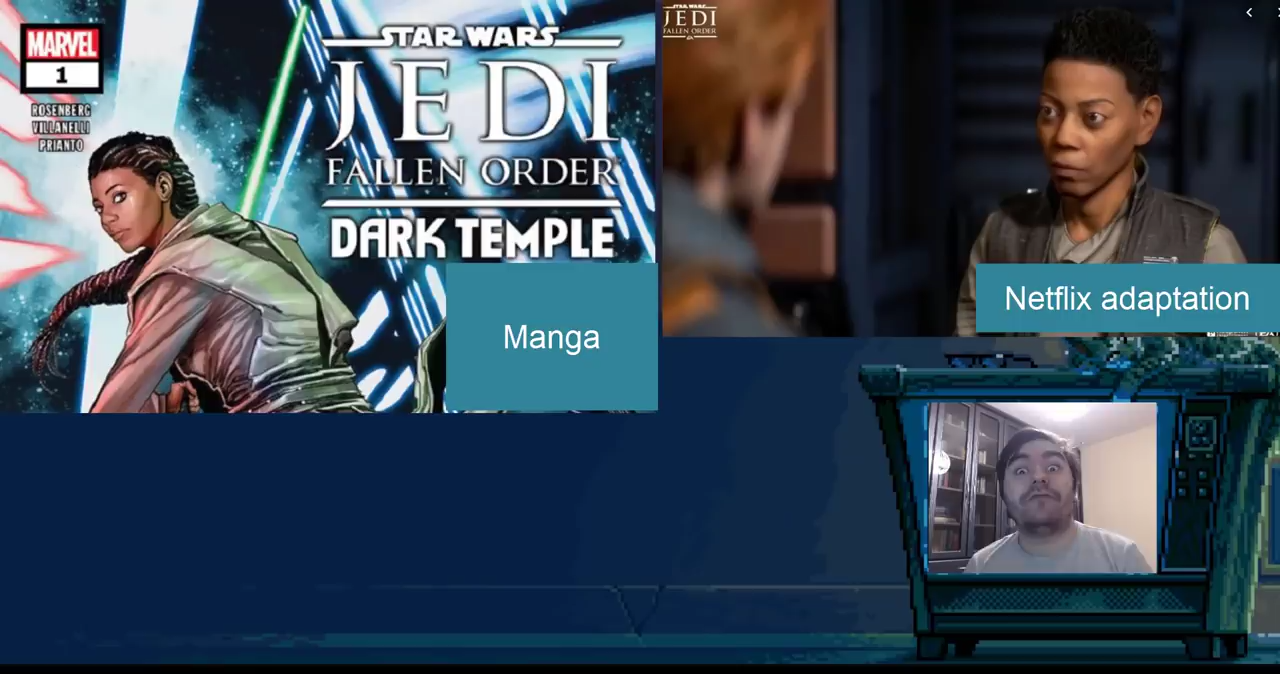 MARVEL
1
ROSENBERG
VILLANELLI
PRIANTO
STAR WARS
JEDI
FALLEN ORDER
DARK TEMPLE
Manga
STAR WARS
JEDI
FALLEN ORDER
Netflix adaptation